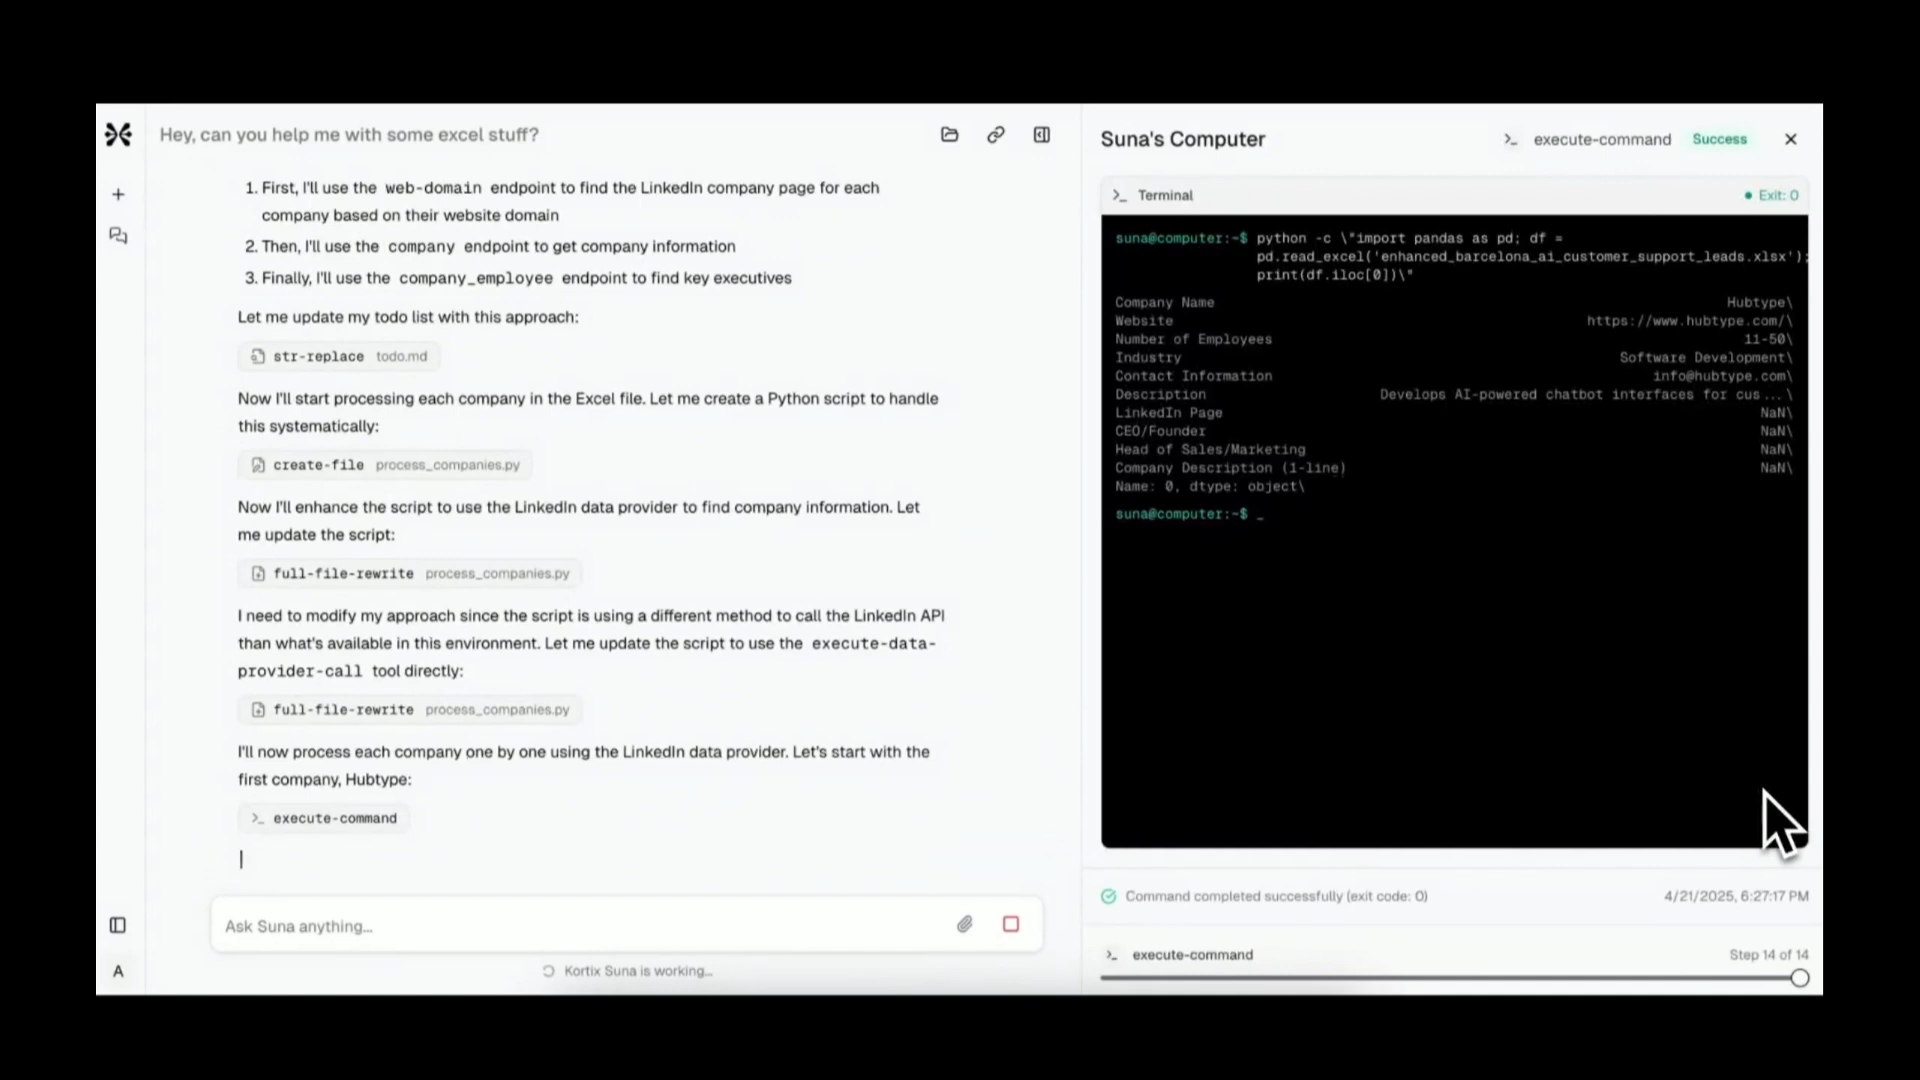 Hey, can you help me with some excel stuff?
1. First, I'll use the web-domain endpoint to find the LinkedIn company page for each
company based on their website domain
2. Then, I'll use the company endpoint to get company information
3. Finally, I'll use the company_employee endpoint to find key executives
Let me update my todo list with this approach:
str-replace todo.md
Now I'll start processing each company in the Excel file. Let me create a Python script to handle
this systematically:
create-file process_companies.py
Now I'll enhance the script to use the LinkedIn data provider to find company information. Let
me update the script:
full-file-rewrite process_companies.py
I need to modify my approach since the script is using a different method to call the LinkedIn API
than what's available in this environment. Let me update the script to use the execute-data-
provider-call tool directly:
full-file-rewrite process_companies.py
I'll now process each company one by one using the LinkedIn data provider. Let's start with the
first company, Hubtype:
>_ execute-command
Ask Suna anything...
Kortix Suna is working...
A
Suna's Computer
>_ execute-command Success
>_ Terminal
Exit: 0
suna@computer:~$ python -c \"import pandas as pd; df =
pd.read_excel('enhanced_barcelona_ai_customer_support_leads.xlsx');
print(df.iloc[0])\"
Company Name Hubtype\
Website https://www.hubtype.com/\
Number of Employees 11-50\
Industry Software Development\
Contact Information info@hubtype.com\
Description Develops AI-powered chatbot interfaces for cus...\
LinkedIn Page NaN\
CEO/Founder NaN\
Head of Sales/Marketing NaN\
Company Description (1-line) NaN\
Name: 0, dtype: object\
suna@computer:~$ _
Command completed successfully (exit code: 0) 4/21/2025, 6:27:17 PM
>_ execute-command Step 14 of 14